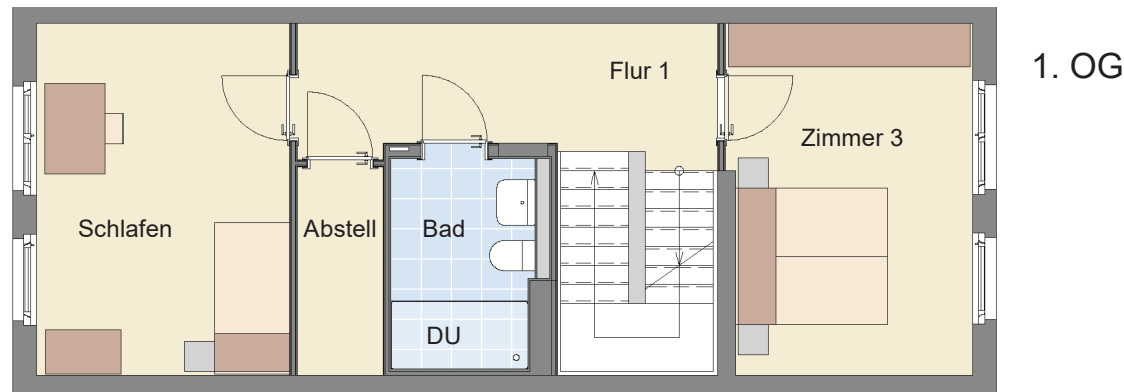 1. OG
Flur 1
Zimmer 3
Schlafen
Abstell
Bad
DU